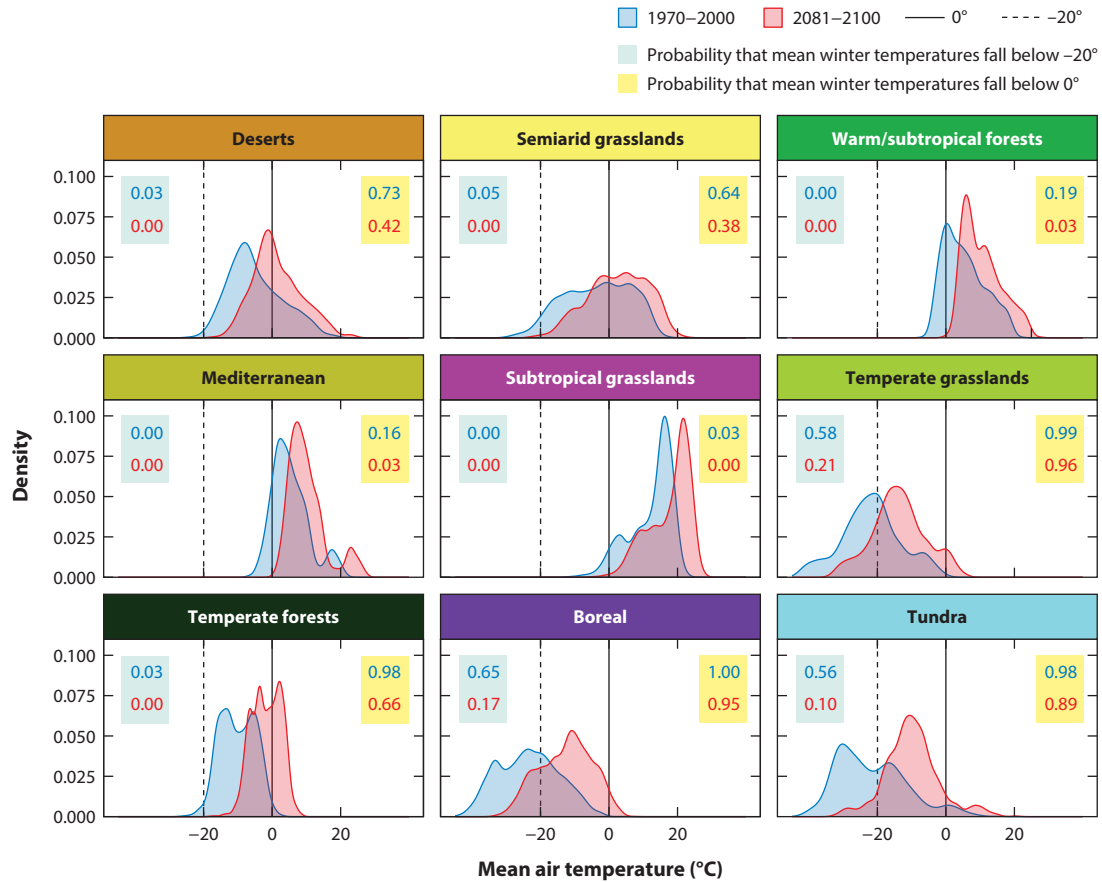 1970–2000 2081–2100 0° –20°
Probability that mean winter temperatures fall below –20°
Probability that mean winter temperatures fall below 0°
Deserts Semiarid grasslands Warm/subtropical forests
0.100
0.075
0.050
0.025
0.000
0.03 0.73 0.05 0.64 0.00 0.19
0.00 0.42 0.00 0.38 0.00 0.03
Mediterranean Subtropical grasslands Temperate grasslands
Density
0.100
0.075
0.050
0.025
0.000
0.00 0.16 0.00 0.03 0.58 0.99
0.00 0.03 0.00 0.00 0.21 0.96
Temperate forests Boreal Tundra
0.100
0.075
0.050
0.025
0.000
0.03 0.98 0.65 1.00 0.56 0.98
0.00 0.66 0.17 0.95 0.10 0.89
–20 0 20 –20 0 20 –20 0 20
Mean air temperature (°C)